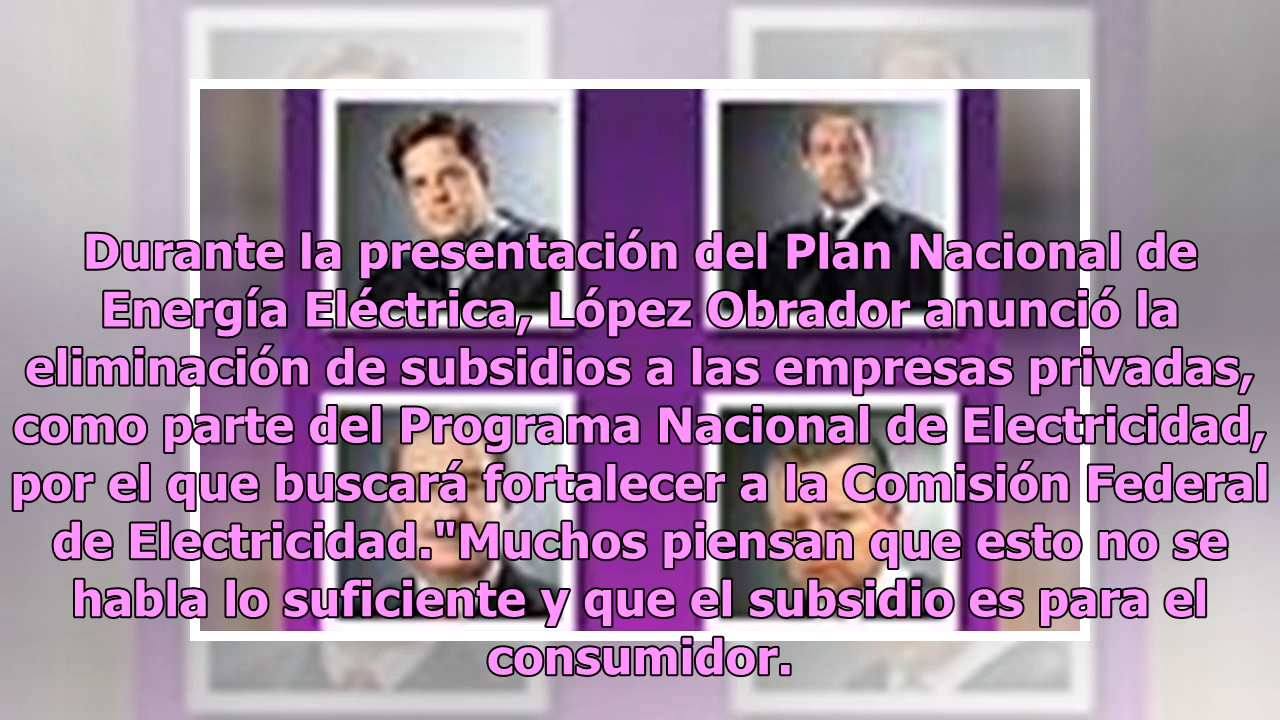 Durante la presentación del Plan Nacional de
Energía Eléctrica, López Obrador anunció la
eliminación de subsidios a las empresas privadas,
como parte del Programa Nacional de Electricidad,
por el que buscará fortalecer a la Comisión Federal
de Electricidad."Muchos piensan que esto no se
habla lo suficiente y que el subsidio es para el
consumidor.